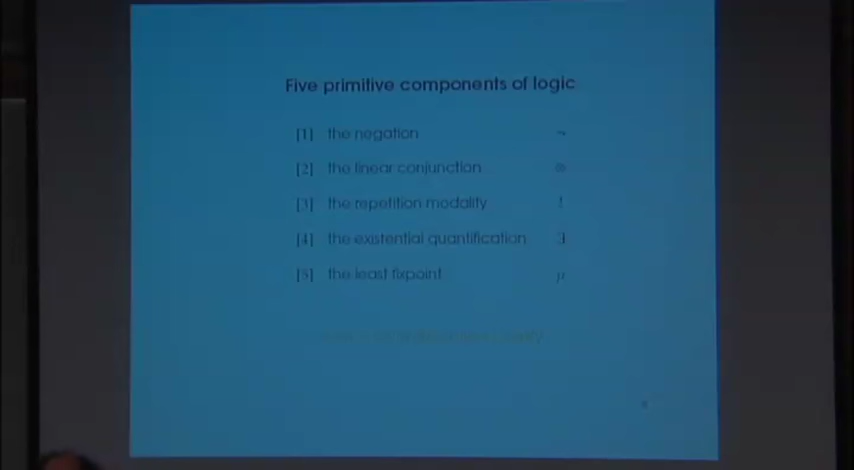 Five primitive components of logic
[1] the negation ¬
[2] the linear conjunction ⊗
[3] the repetition modality !
[4] the existential quantification ∃
[5] the least fixpoint μ